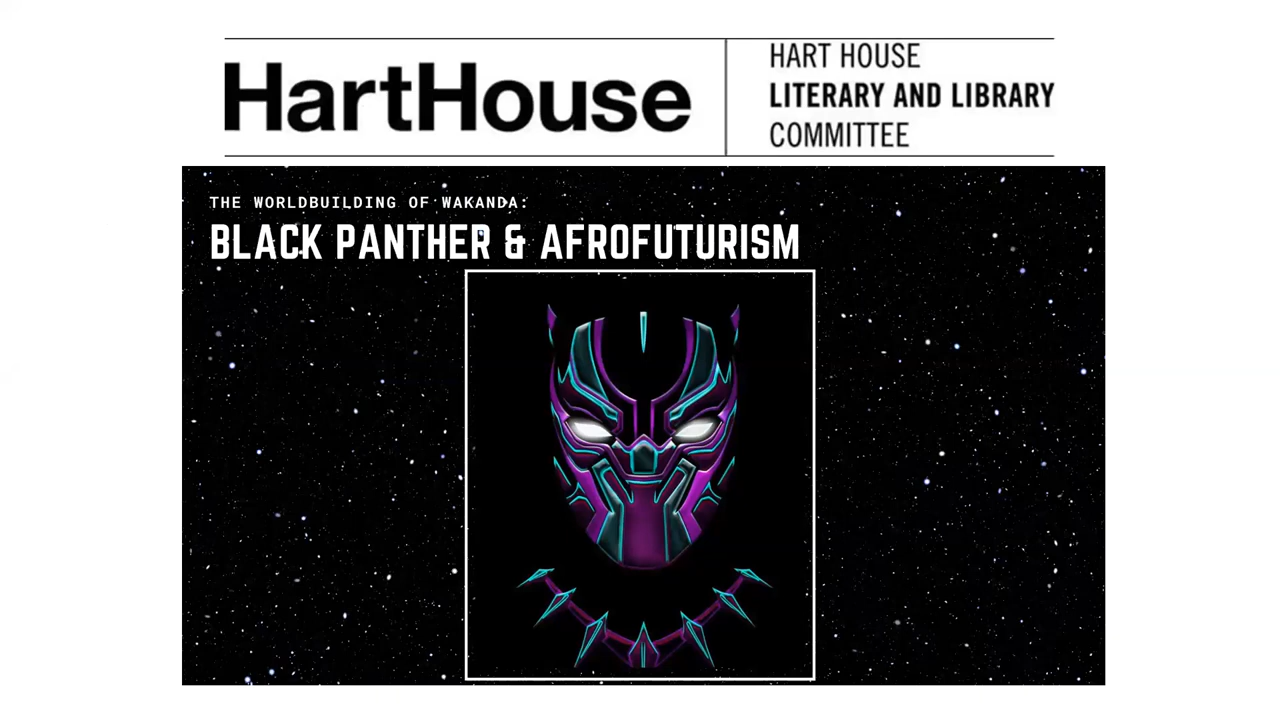 HartHouse
HART HOUSE
LITERARY AND LIBRARY
COMMITTEE
THE WORLDBUILDING OF WAKANDA:
BLACK PANTHER & AFROFUTURISM